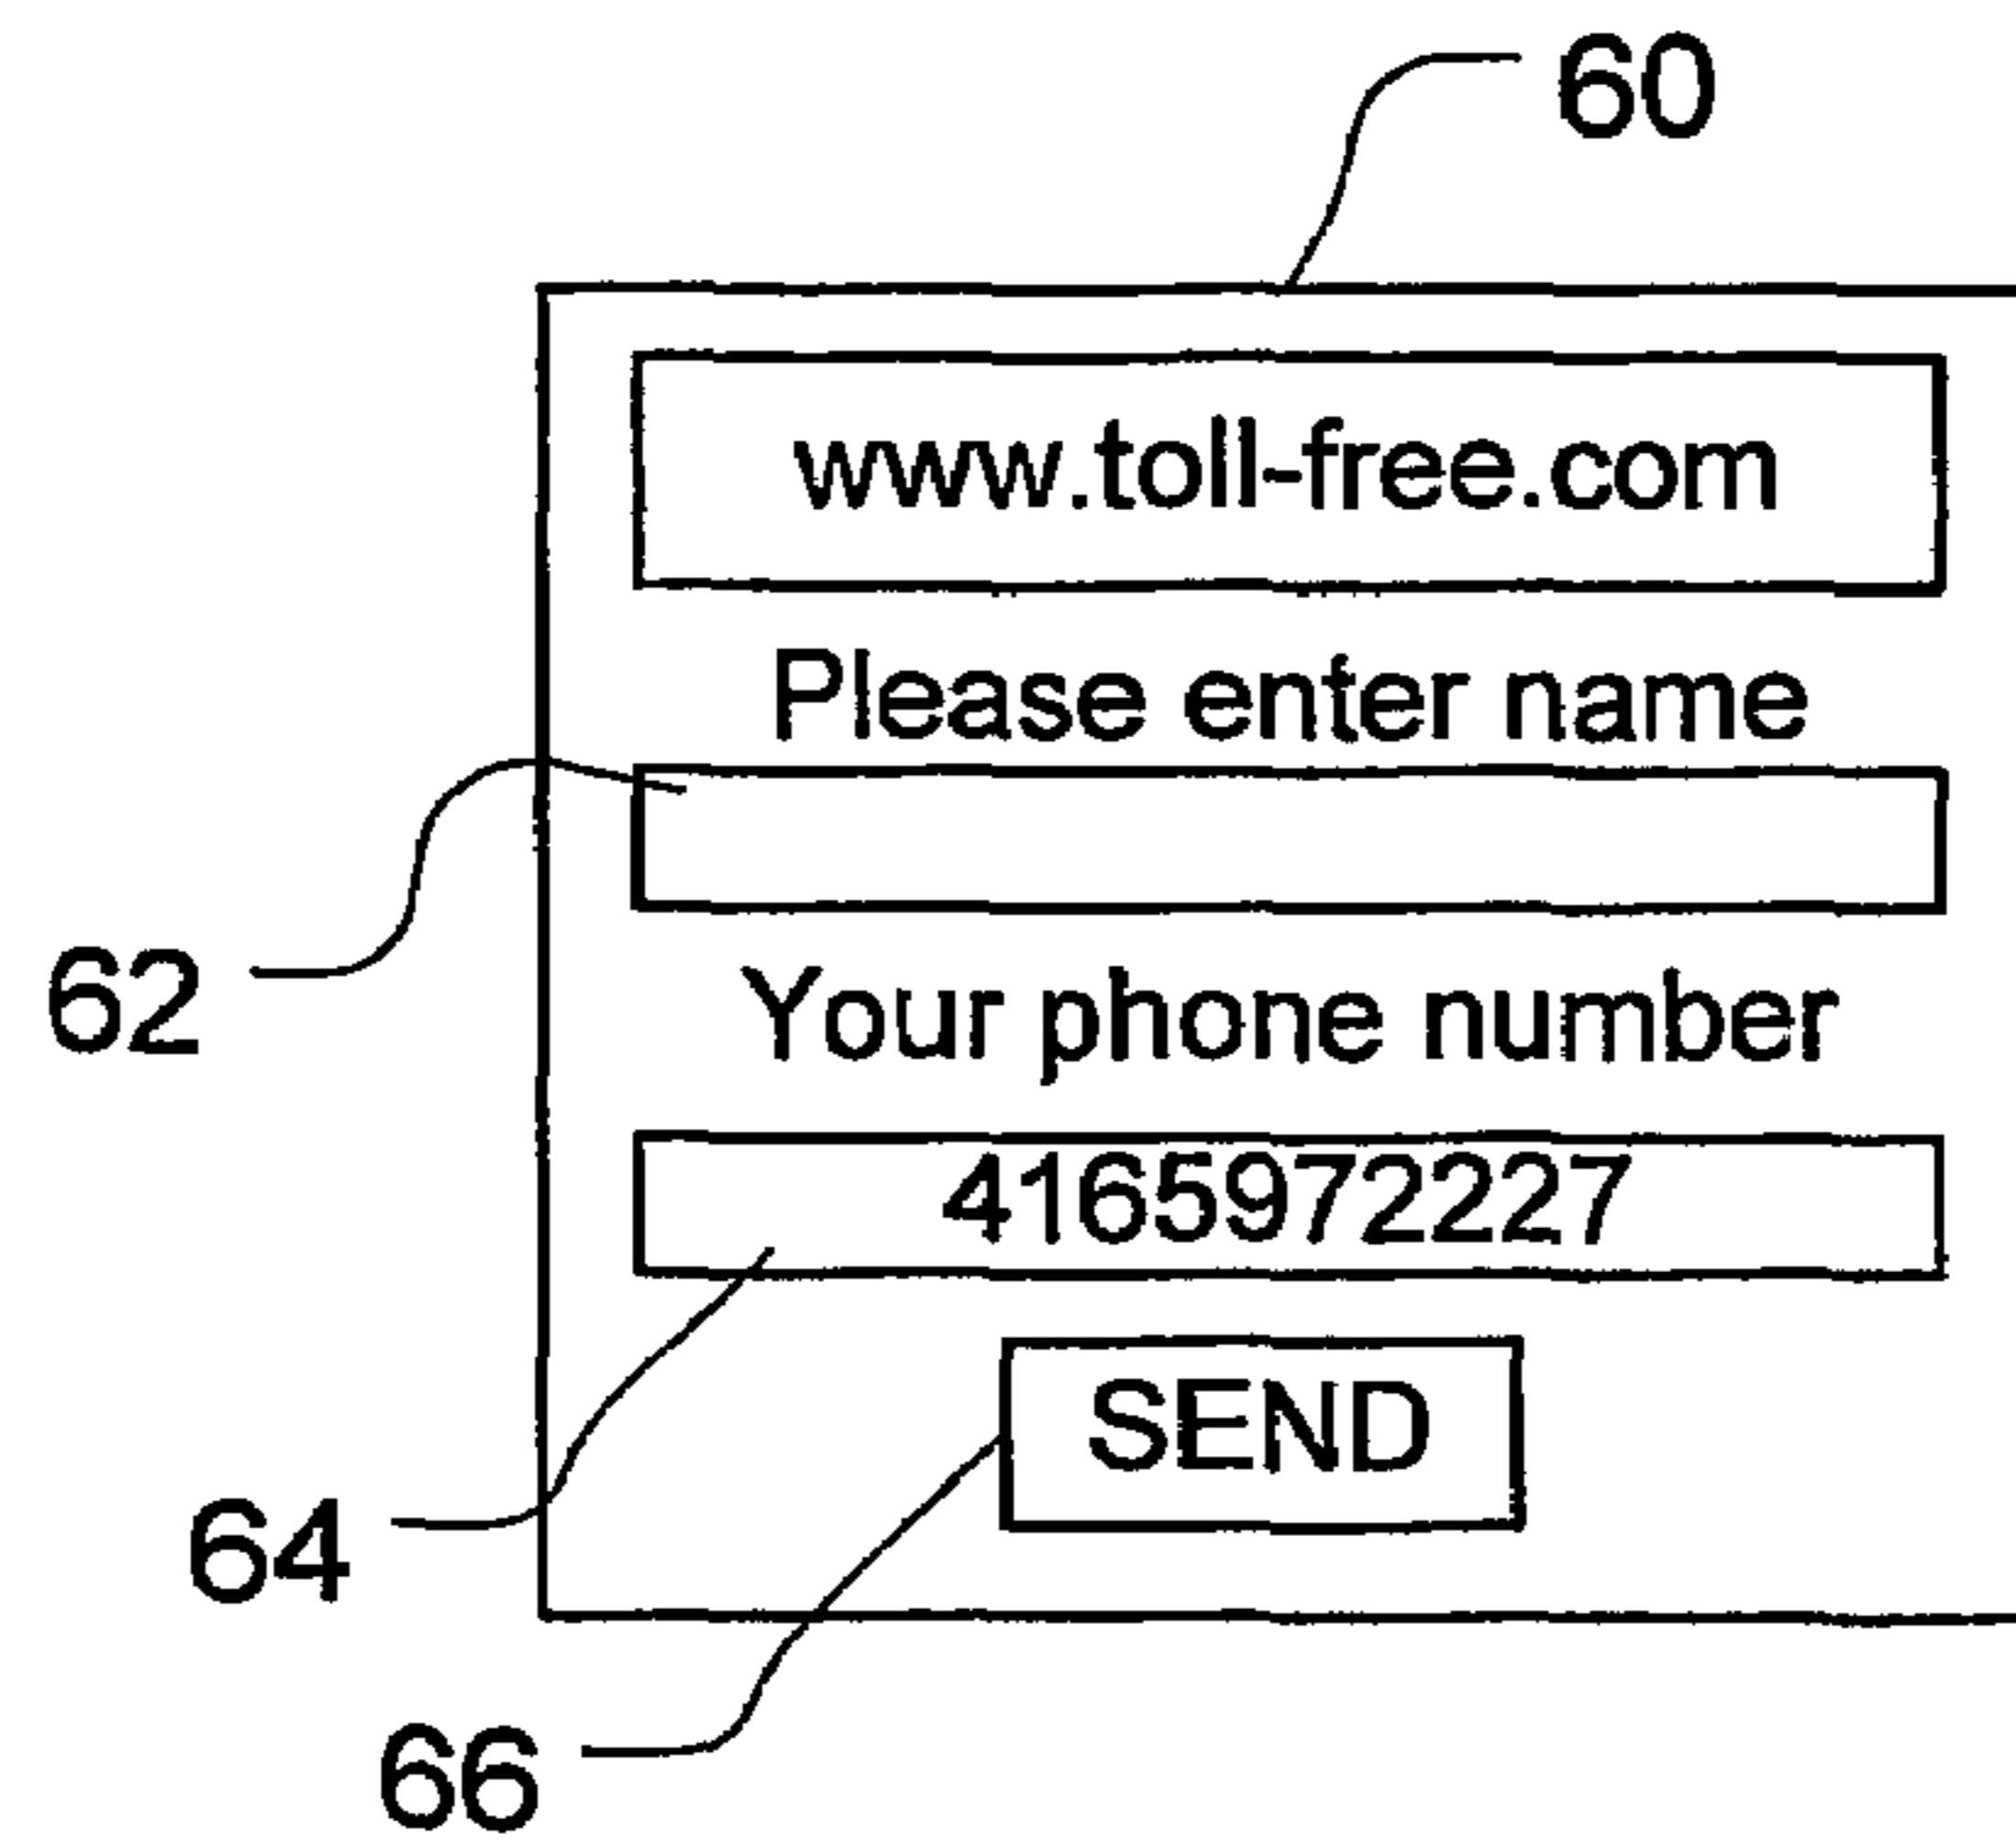 60
www.toll-free.com
Please enter name
62
Your phone number
4165972227
SEND
64
66